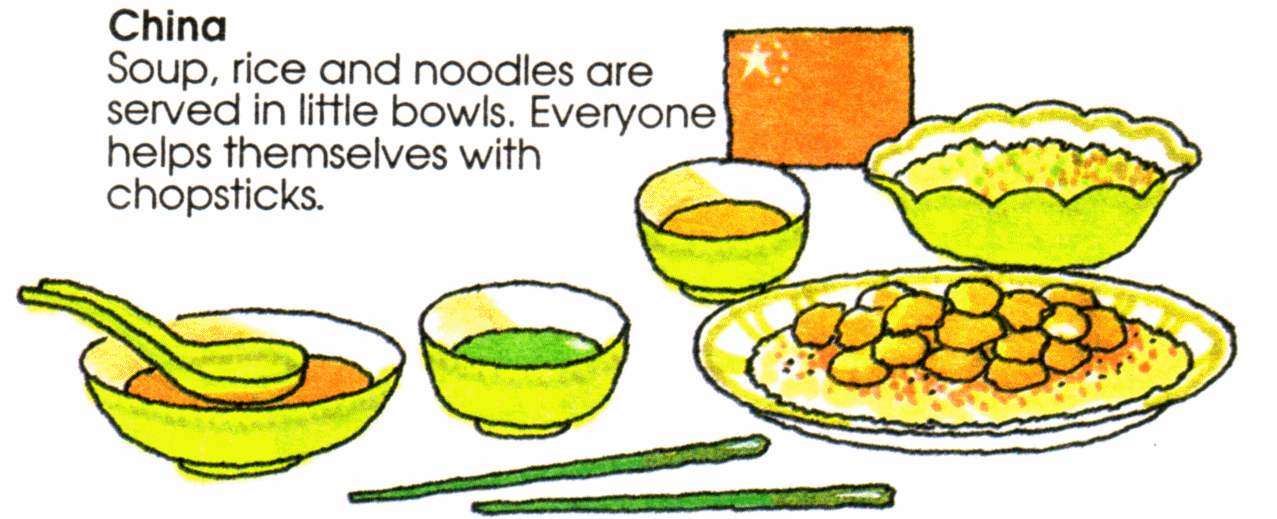 China
Soup, rice and noodles are
served in little bowls. Everyone
helps themselves with
chopsticks.